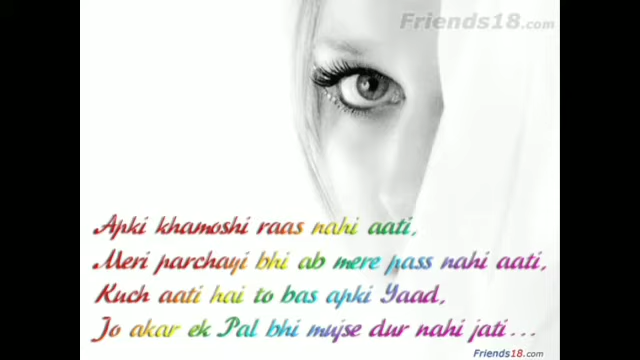 Friends18.com
Apki khamoshi raas nahi aati,
Meri parchayi bhi ab mere pass nahi aati,
Kuch aati hai to bas apki Yaad,
Jo akar ek Pal bhi mujse dur nahi jati...
Friends18.com